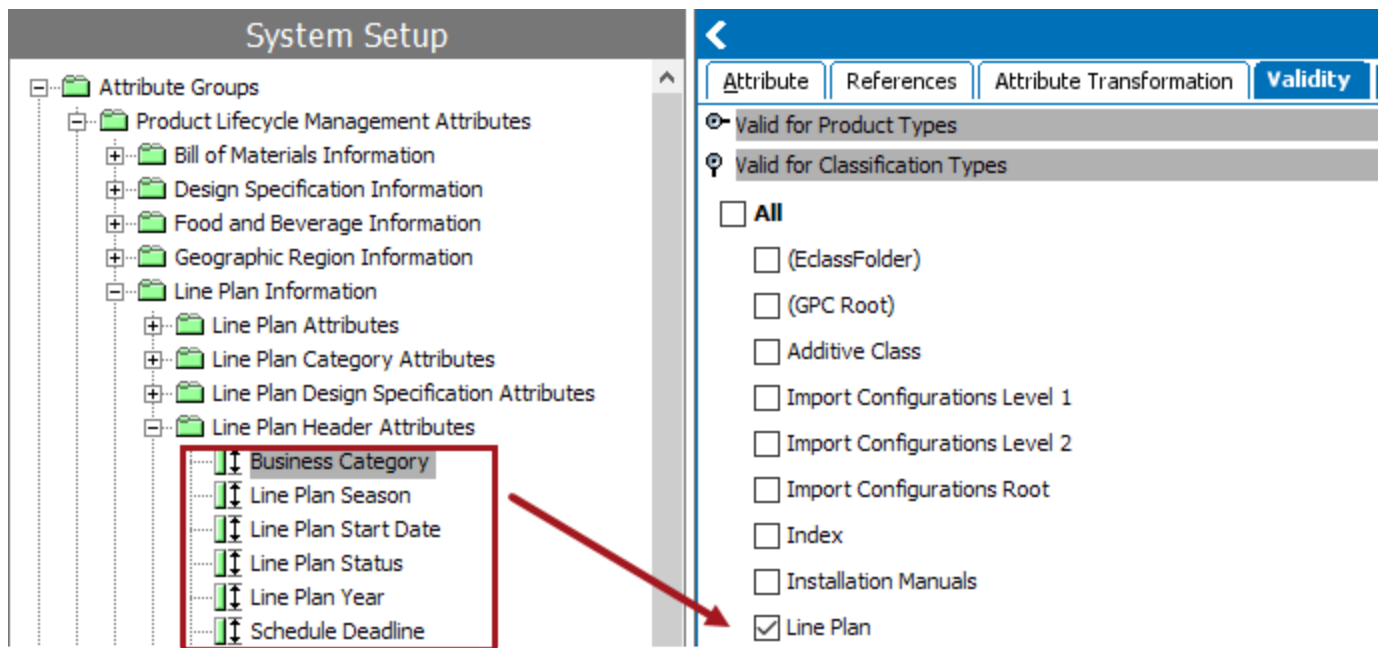 System Setup
Attribute Groups
Product Lifecycle Management Attributes
Bill of Materials Information
Design Specification Information
Food and Beverage Information
Geographic Region Information
Line Plan Information
Line Plan Attributes
Line Plan Category Attributes
Line Plan Design Specification Attributes
Line Plan Header Attributes
Business Category
Line Plan Season
Line Plan Start Date
Line Plan Status
Line Plan Year
Schedule Deadline
Attribute References Attribute Transformation Validity
Valid for Product Types
Valid for Classification Types
All
(EclassFolder)
(GPC Root)
Additive Class
Import Configurations Level 1
Import Configurations Level 2
Import Configurations Root
Index
Installation Manuals
Line Plan